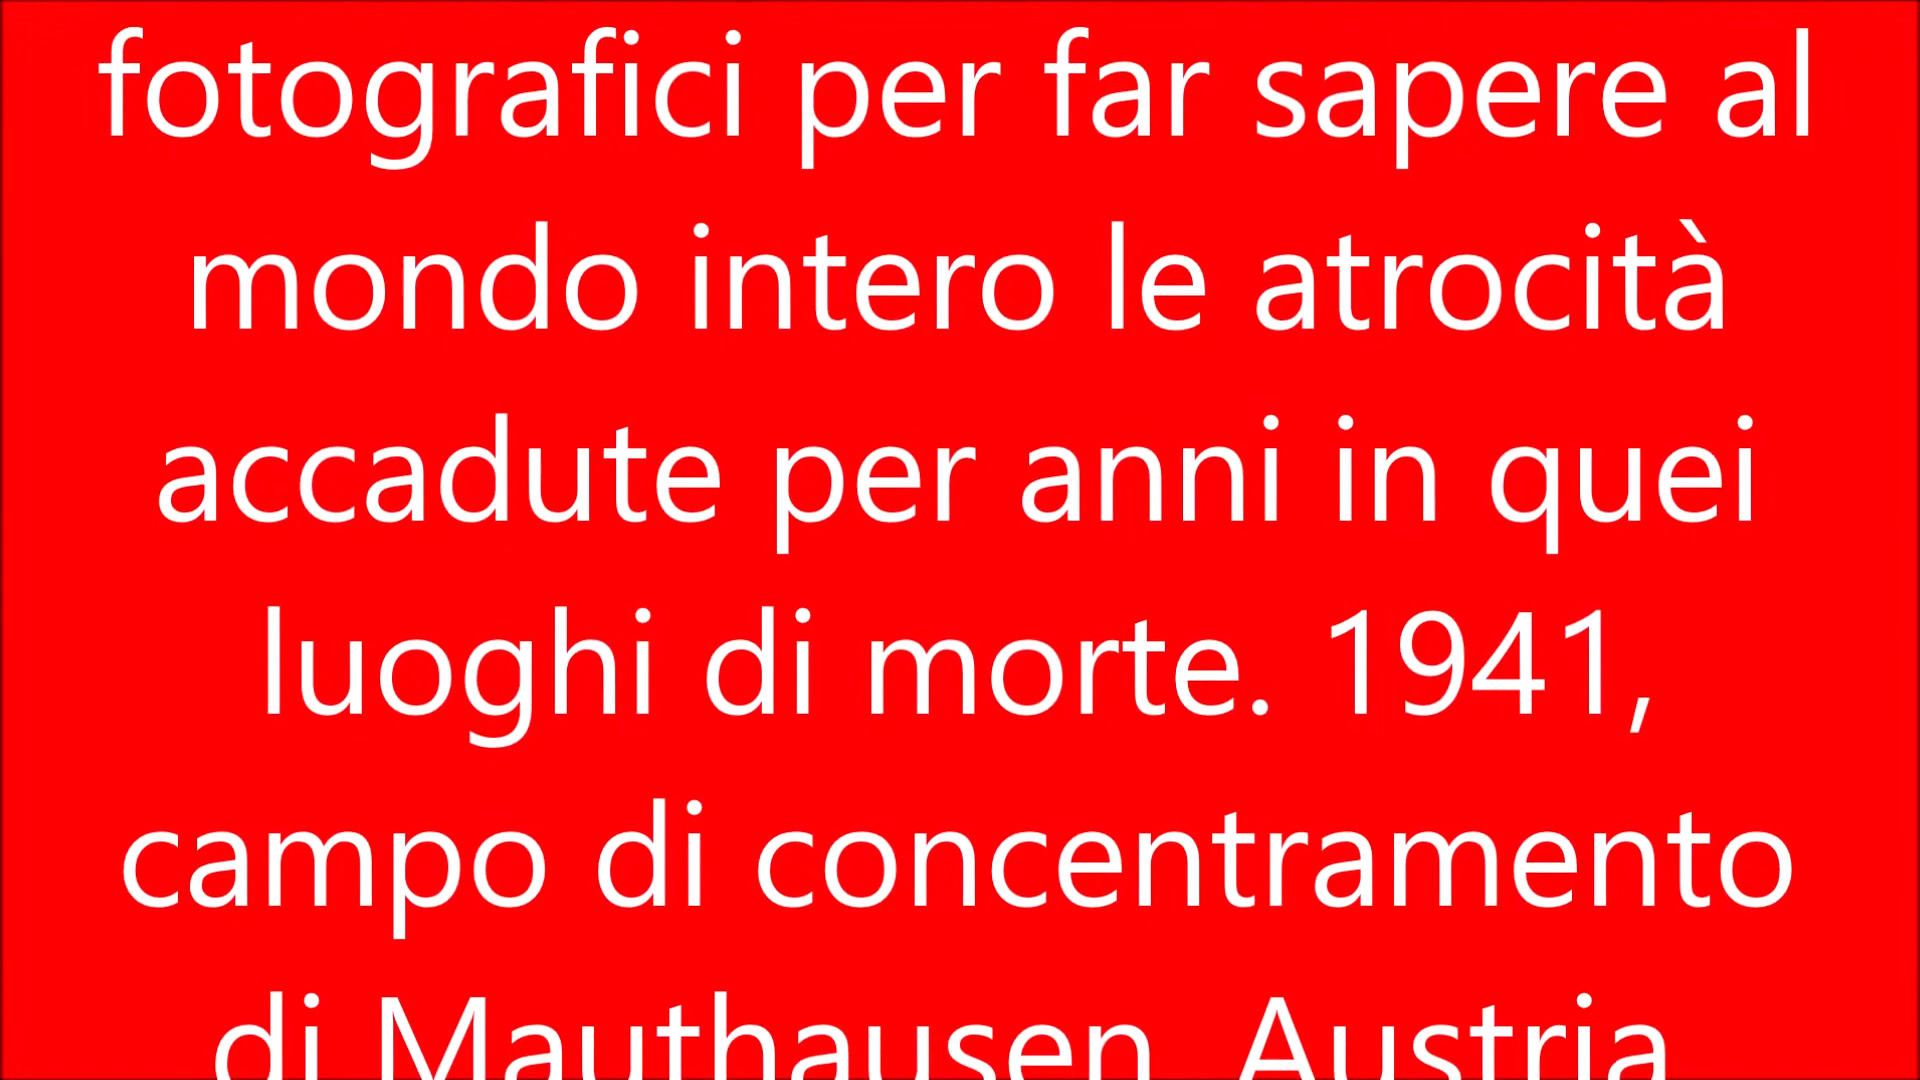 fotografici per far sapere al
mondo intero le atrocità
accadute per anni in quei
luoghi di morte. 1941,
campo di concentramento
di Mauthausen Austria